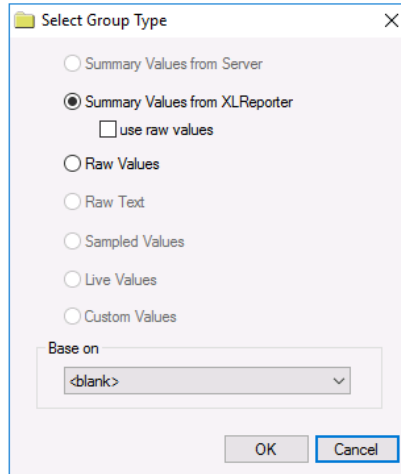 Select Group Type
Summary Values from Server
Summary Values from XLReporter
use raw values
Raw Values
Raw Text
Sampled Values
Live Values
Custom Values
Base on
<blank>
OK Cancel